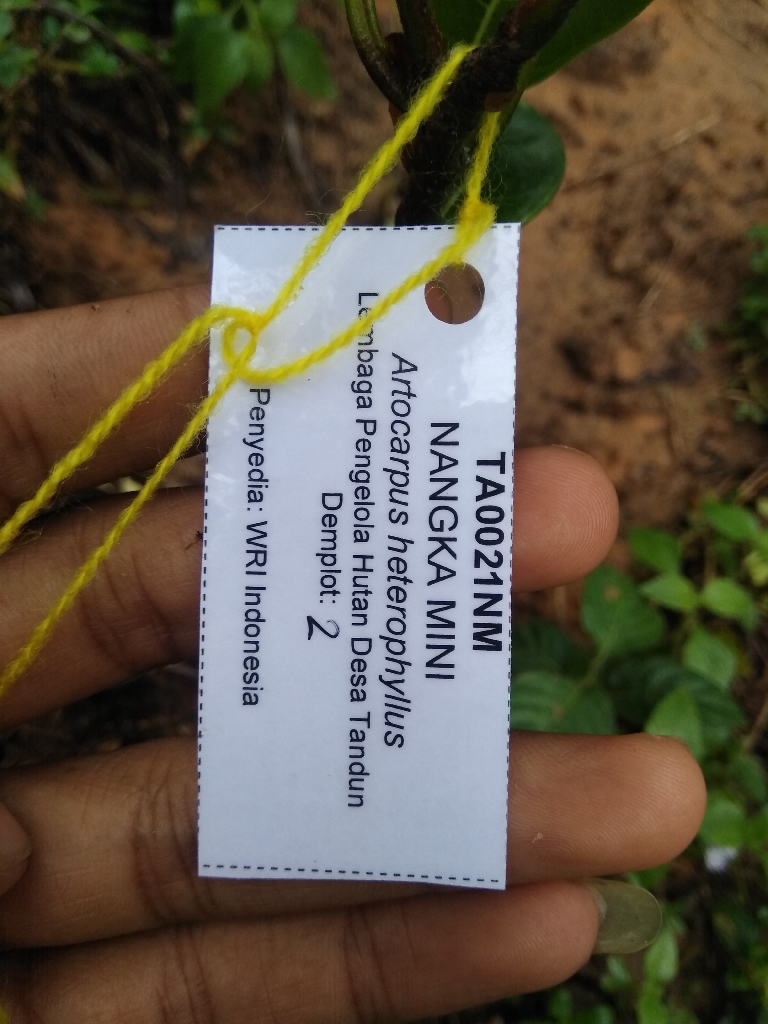 TA0021NM
NANGKA MINI
Artocarpus heterophyllus
Lembaga Pengelola Hutan Desa Tandun
Demplot: 2
Penyedia: WRI Indonesia